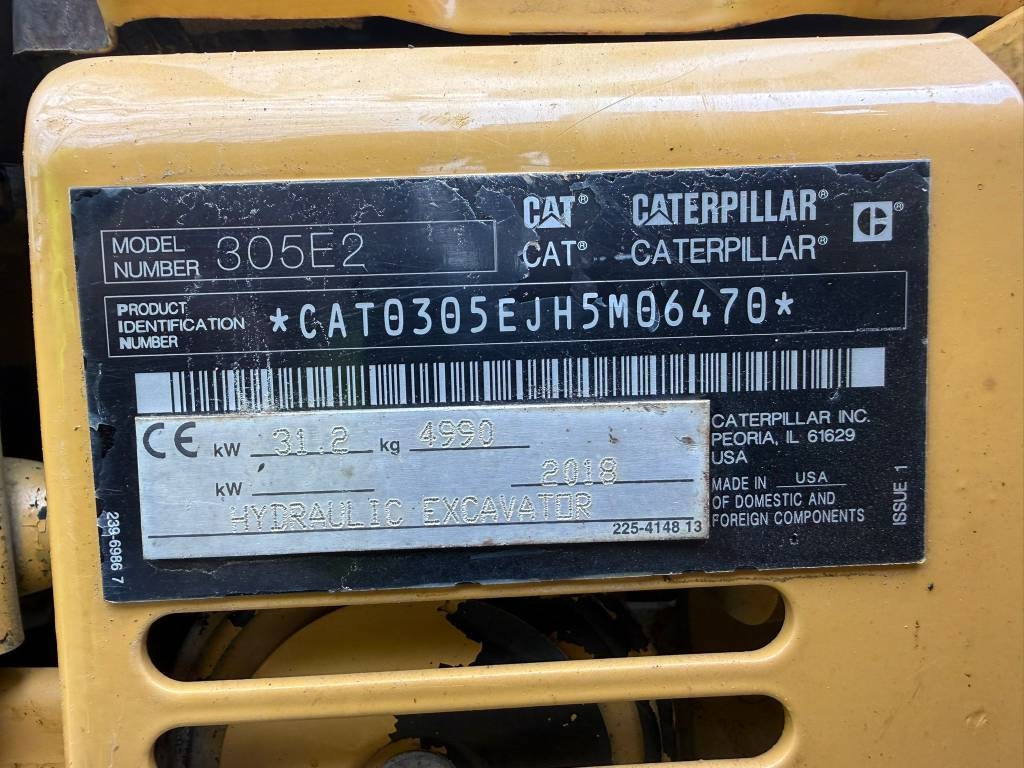 CAT® CATERPILLAR® C®
MODEL NUMBER 305E2
CAT® CATERPILLAR®
PRODUCT
IDENTIFICATION
NUMBER
*CAT0305EJH5M06470*
CE kW 31.2 kg 4990
kW 2018
HYDRAULIC EXCAVATOR
225-4148 13
CATERPILLAR INC.
PEORIA, IL 61629
USA
MADE IN USA
OF DOMESTIC AND
FOREIGN COMPONENTS
ISSUE 1
239-6986 7